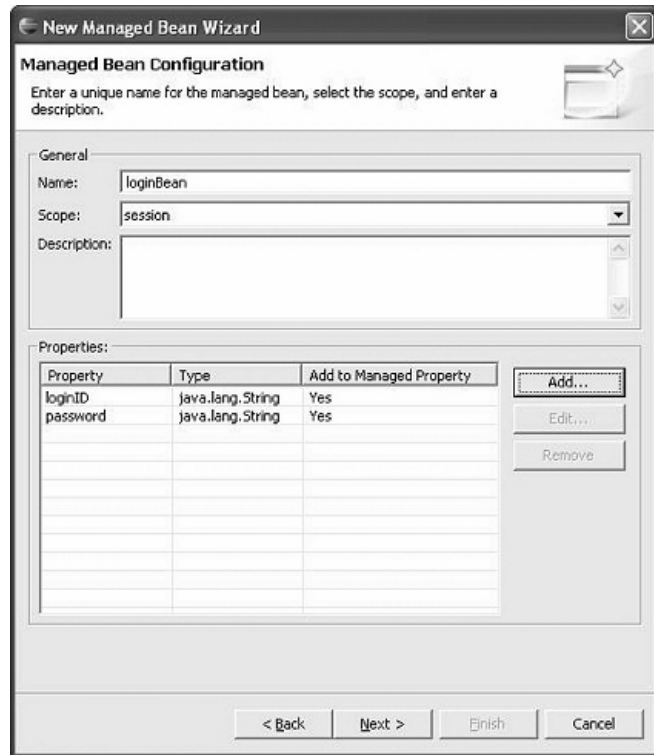 New Managed Bean Wizard
Managed Bean Configuration
Enter a unique name for the managed bean, select the scope, and enter a
description.
General
Name: loginBean
Scope: session
Description:
Properties:
Property Type Add to Managed Property
loginID java.lang.String Yes
password java.lang.String Yes
Add...
Edit...
Remove
< Back Next > Finish Cancel